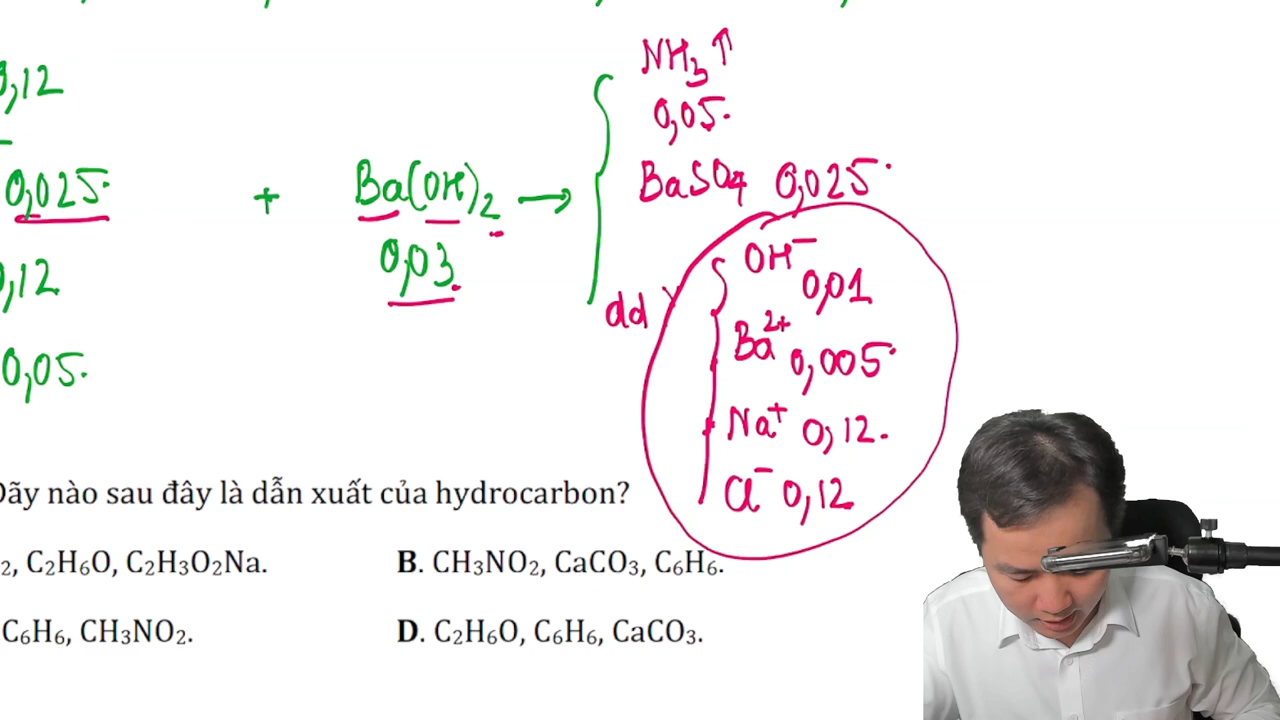 NH₃↑
0,12
0,05.
BaSO₄ 0,025.
0,025. + Ba(OH)₂ →
OH⁻
0,03.
0,12
0,01
dd
Ba²⁺ 0,005.
0,05.
Na⁺ 0,12.
Cl⁻ 0,12
Dãy nào sau đây là dẫn xuất của hydrocarbon?
₂, C₂H₆O, C₂H₃O₂Na.
B. CH₃NO₂, CaCO₃, C₆H₆.
C₆H₆, CH₃NO₂.
D. C₂H₆O, C₆H₆, CaCO₃.